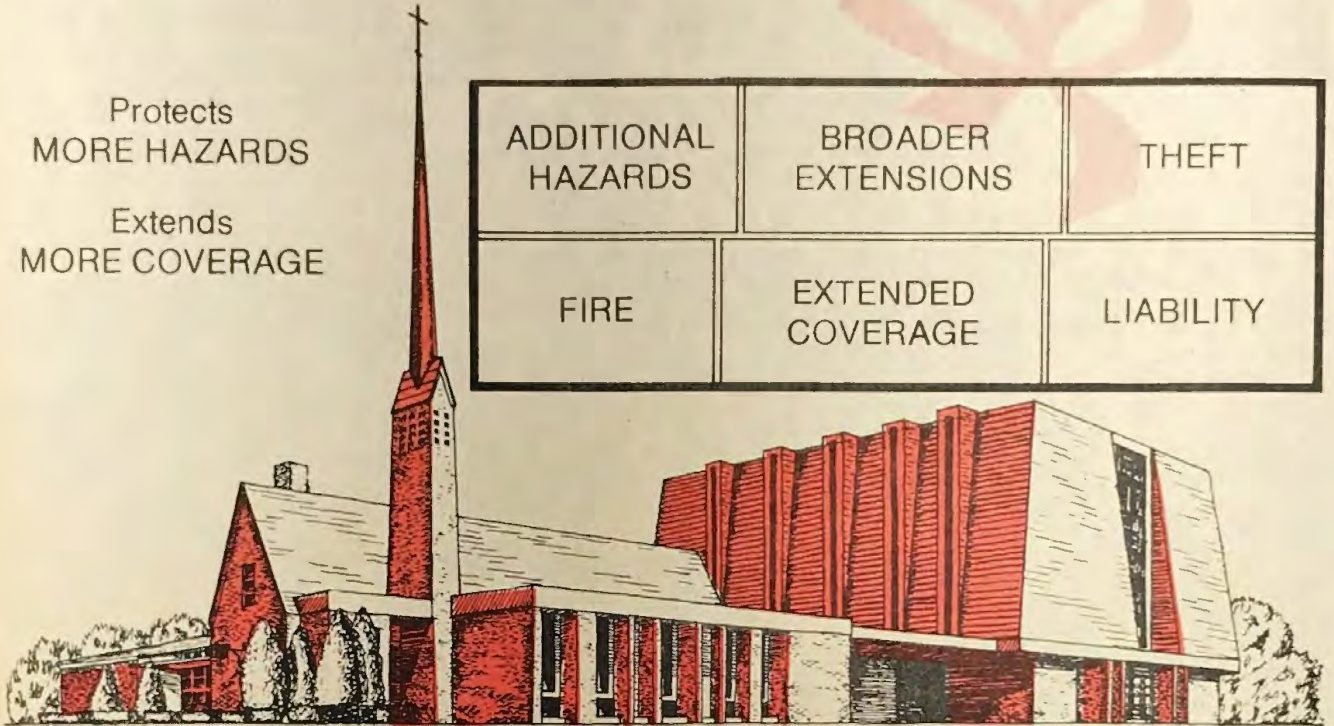 Protects
MORE HAZARDS
Extends
MORE COVERAGE
ADDITIONAL
HAZARDS
BROADER
EXTENSIONS
THEFT
FIRE
EXTENDED
COVERAGE
LIABILITY